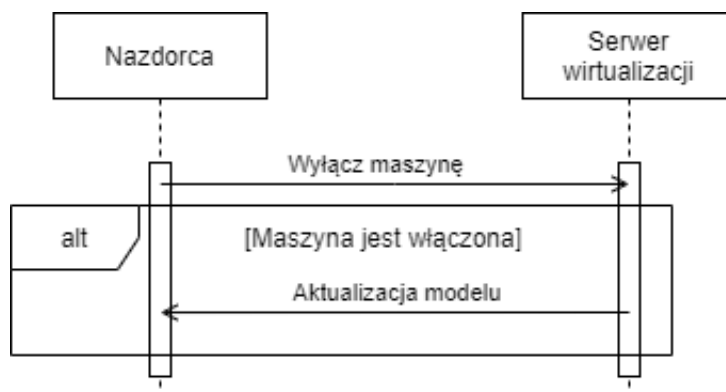 Nazdorca
Serwer
wirtualizacji
Wyłącz maszynę
alt
[Maszyna jest włączona]
Aktualizacja modelu